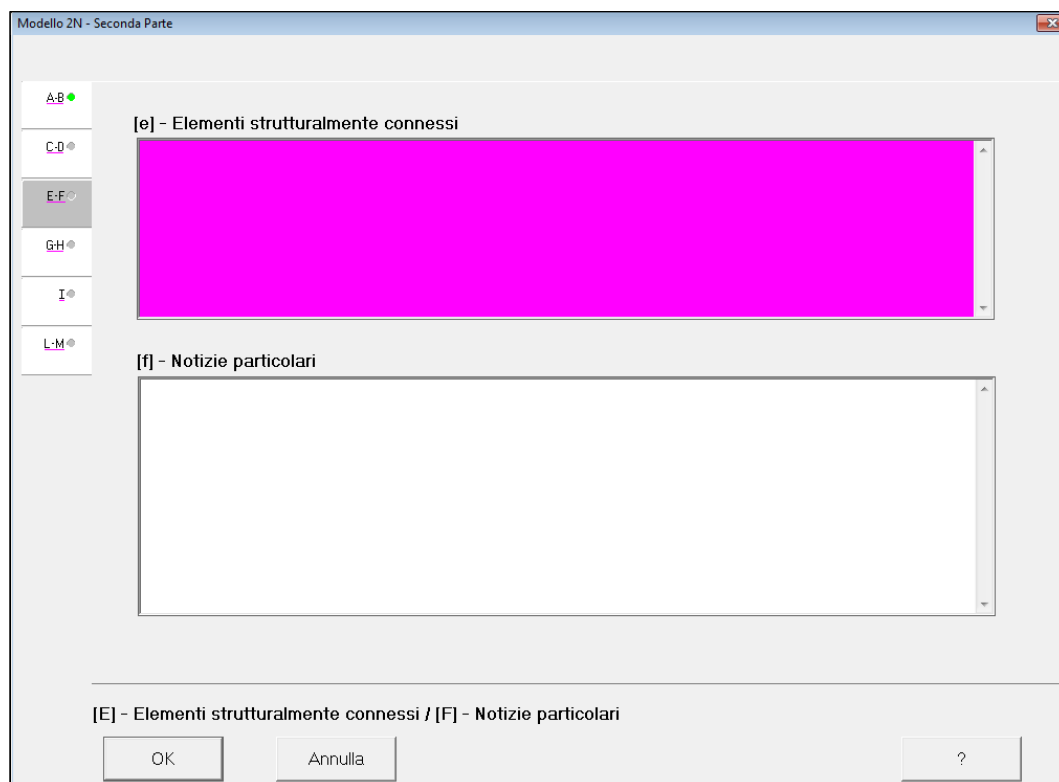 Modello 2N - Seconda Parte
A-B
[e] - Elementi strutturalmente connessi
C-D
E-F
G-H
I
[f] - Notizie particolari
L-M
[E] - Elementi strutturalmente connessi / [F] - Notizie particolari
OK
Annulla
?